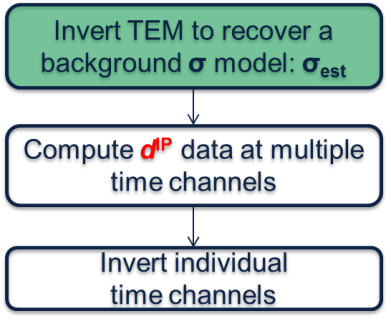 Invert TEM to recover a
background σ model: σest
Compute dIP data at multiple
time channels
Invert individual
time channels